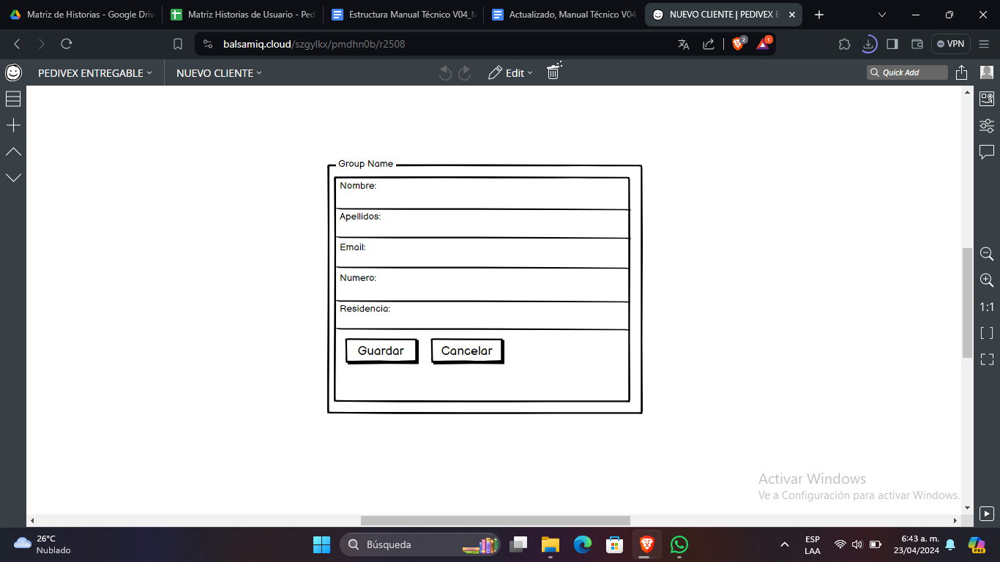 Matriz de Historias - Google Driv
Matriz Historias de Usuario - Ped
Estructura Manual Técnico V04_M
Actualizado, Manual Técnico V04
NUEVO CLIENTE | PEDIVEX E
balsamiq.cloud/szgylkx/pmdhn0b/r2508
2
1
VPN
PEDIVEX ENTREGABLE
NUEVO CLIENTE
Edit
Quick Add
1:1
Group Name
Nombre:
Apellidos:
Email:
Numero:
Residencia:
Guardar
Cancelar
Activar Windows
Ve a Configuración para activar Windows.
26°C
Nublado
Búsqueda
ESP
LAA
6:43 a. m.
23/04/2024
PRE